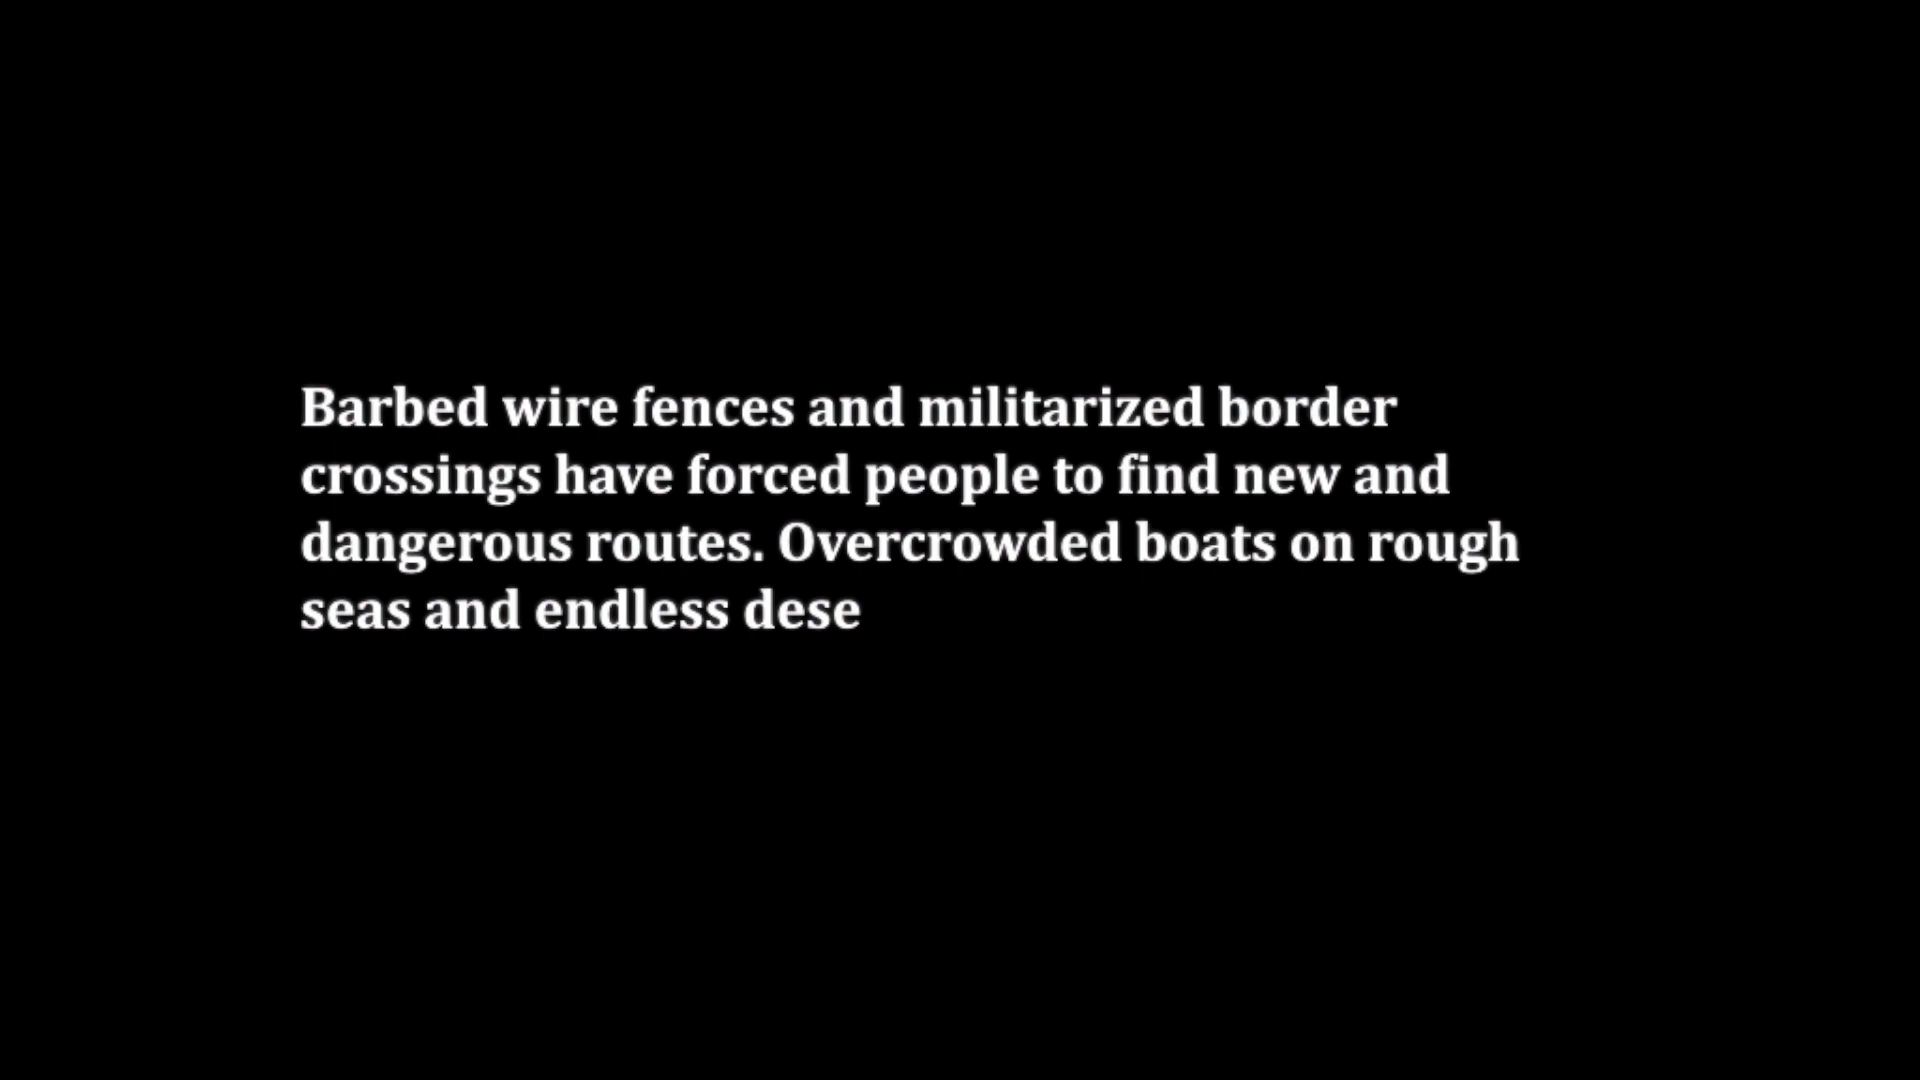 Barbed wire fences and militarized border
crossings have forced people to find new and
dangerous routes. Overcrowded boats on rough
seas and endless dese